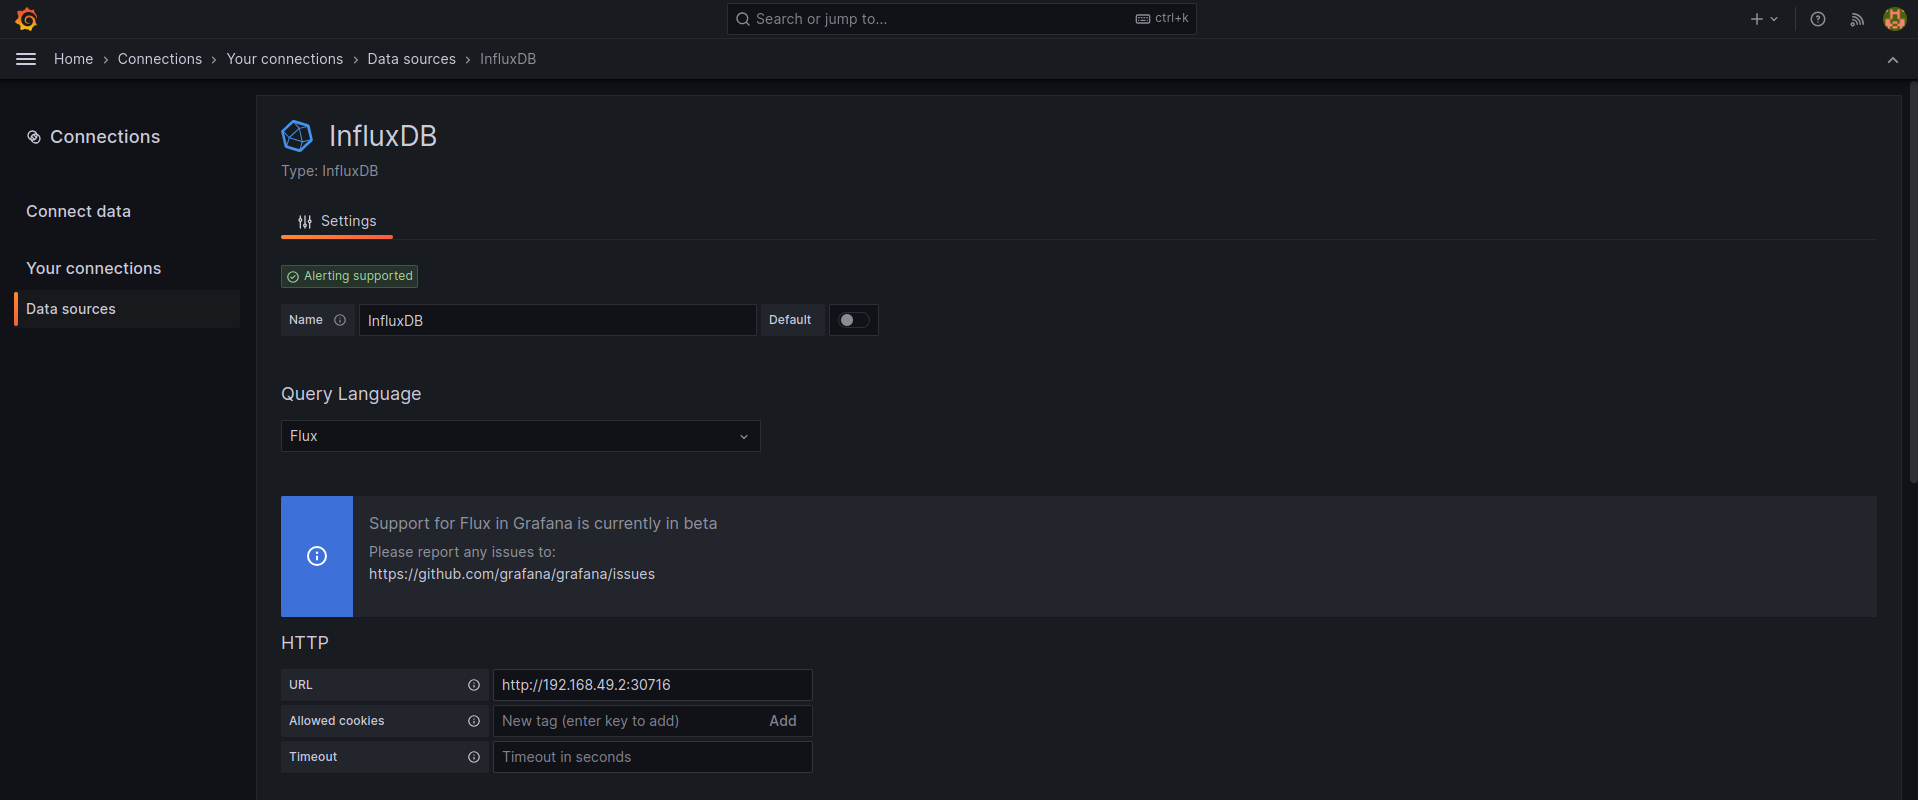 Search or jump to... ctrl+k
Home › Connections › Your connections › Data sources › InfluxDB
Connections
Connect data
Your connections
Data sources
InfluxDB
Type: InfluxDB
Settings
Alerting supported
Name InfluxDB Default
Query Language
Flux
Support for Flux in Grafana is currently in beta
Please report any issues to:
https://github.com/grafana/grafana/issues
HTTP
URL http://192.168.49.2:30716
Allowed cookies New tag (enter key to add) Add
Timeout Timeout in seconds